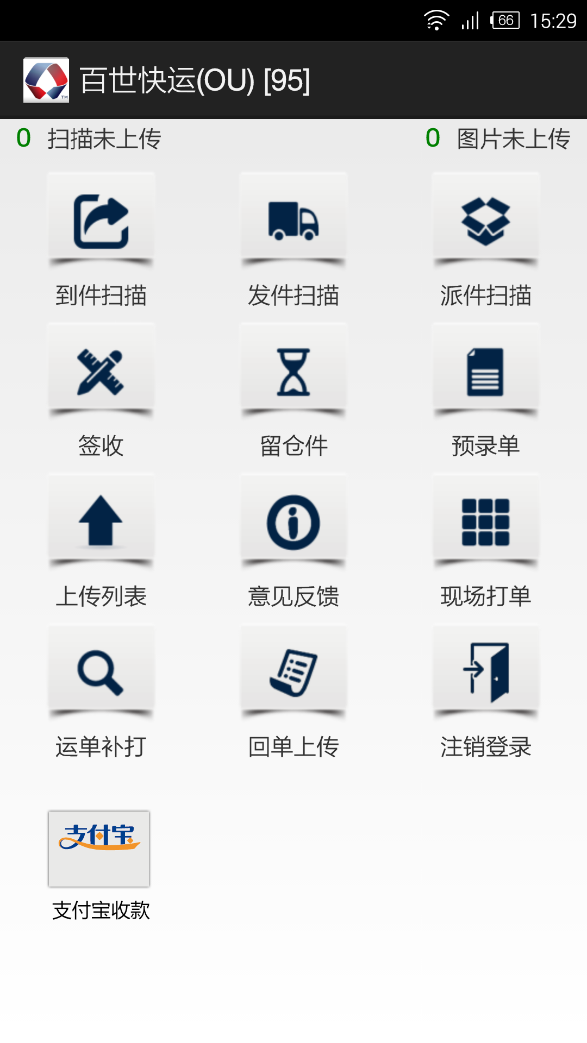 66 15:29
百世快运(OU) [95]
0 扫描未上传 0 图片未上传
到件扫描 发件扫描 派件扫描
签收 留仓件 预录单
上传列表 意见反馈 现场打单
运单补打 回单上传 注销登录
支付宝
支付宝收款